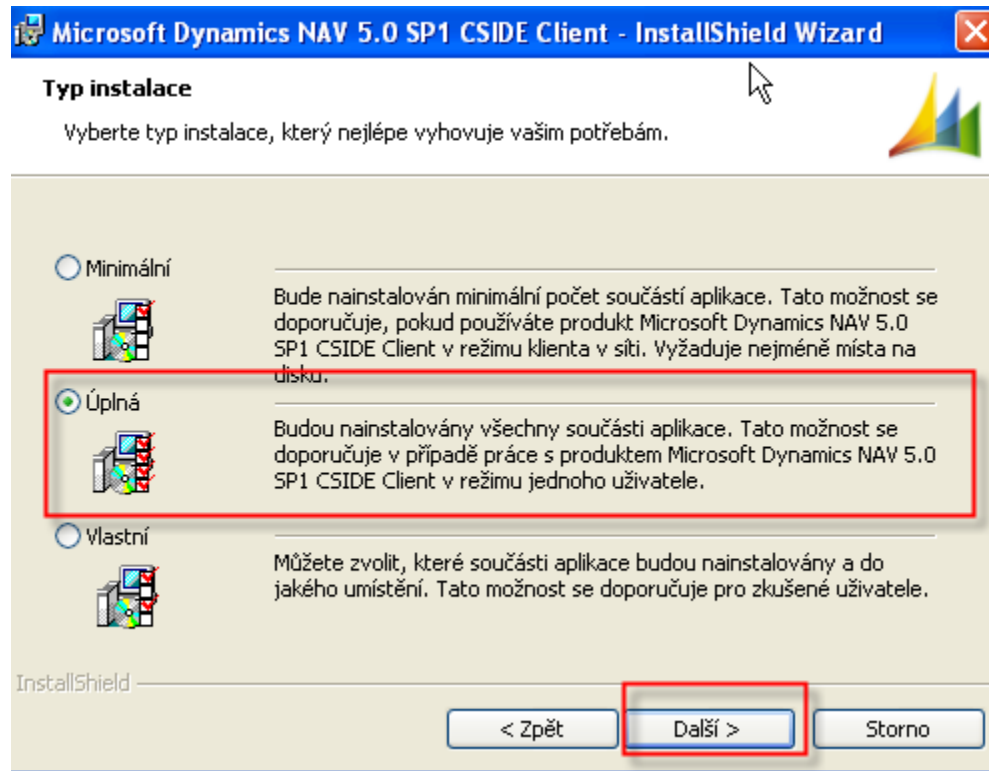 Microsoft Dynamics NAV 5.0 SP1 CSIDE Client - InstallShield Wizard
Typ instalace
Vyberte typ instalace, který nejlépe vyhovuje vašim potřebám.
Minimální
Bude nainstalován minimální počet součástí aplikace. Tato možnost se
doporučuje, pokud používáte produkt Microsoft Dynamics NAV 5.0
SP1 CSIDE Client v režimu klienta v síti. Vyžaduje nejméně místa na
disku.
Úplná
Budou nainstalovány všechny součásti aplikace. Tato možnost se
doporučuje v případě práce s produktem Microsoft Dynamics NAV 5.0
SP1 CSIDE Client v režimu jednoho uživatele.
Vlastní
Můžete zvolit, které součásti aplikace budou nainstalovány a do
jakého umístění. Tato možnost se doporučuje pro zkušené uživatele.
InstallShield
< Zpět
Další >
Storno